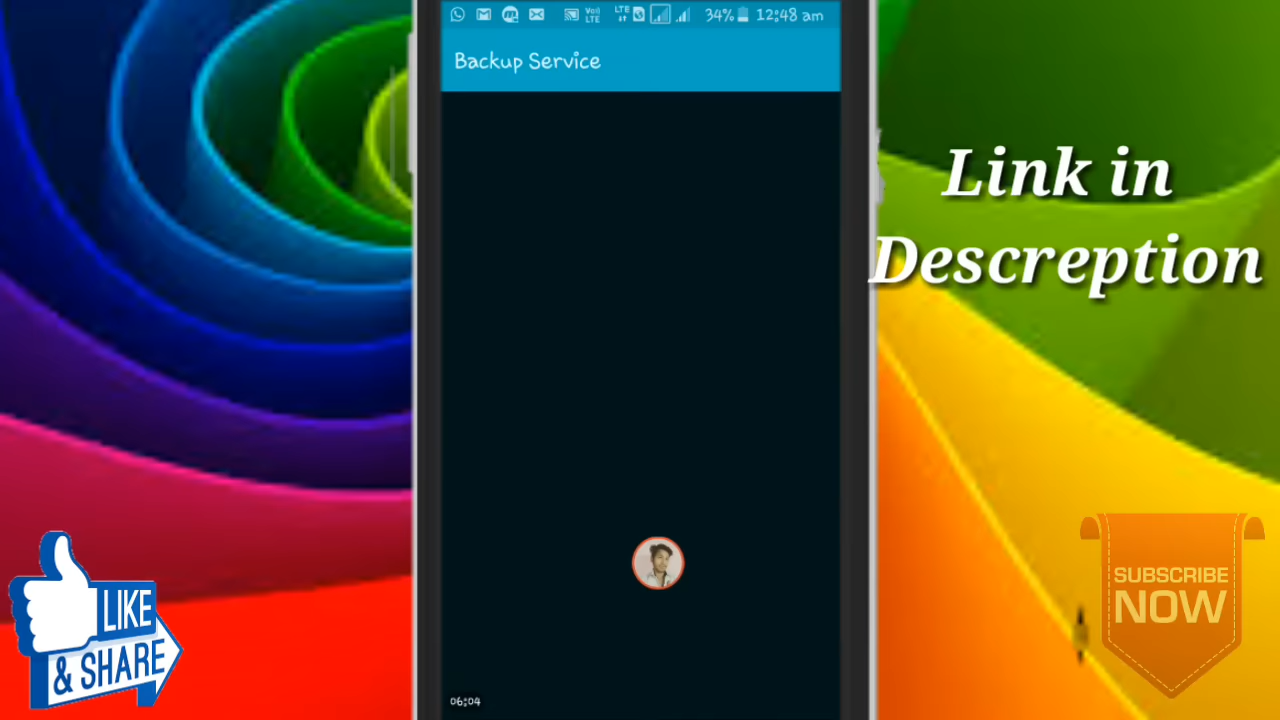 34% 12:48 am
Backup Service
Link in
Descreption
LIKE
& SHARE
SUBSCRIBE
NOW
06:04